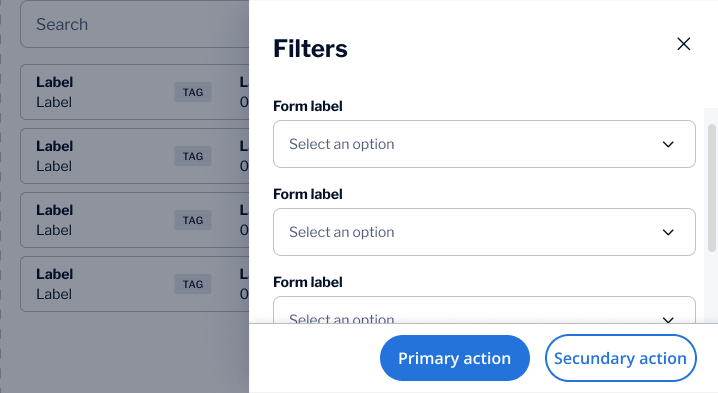 Search
Label
Label
TAG
L
0
Label
Label
TAG
L
0
Label
Label
TAG
L
0
Label
Label
TAG
L
0
Filters
Form label
Select an option
Form label
Select an option
Form label
Select an option
Primary action
Secundary action